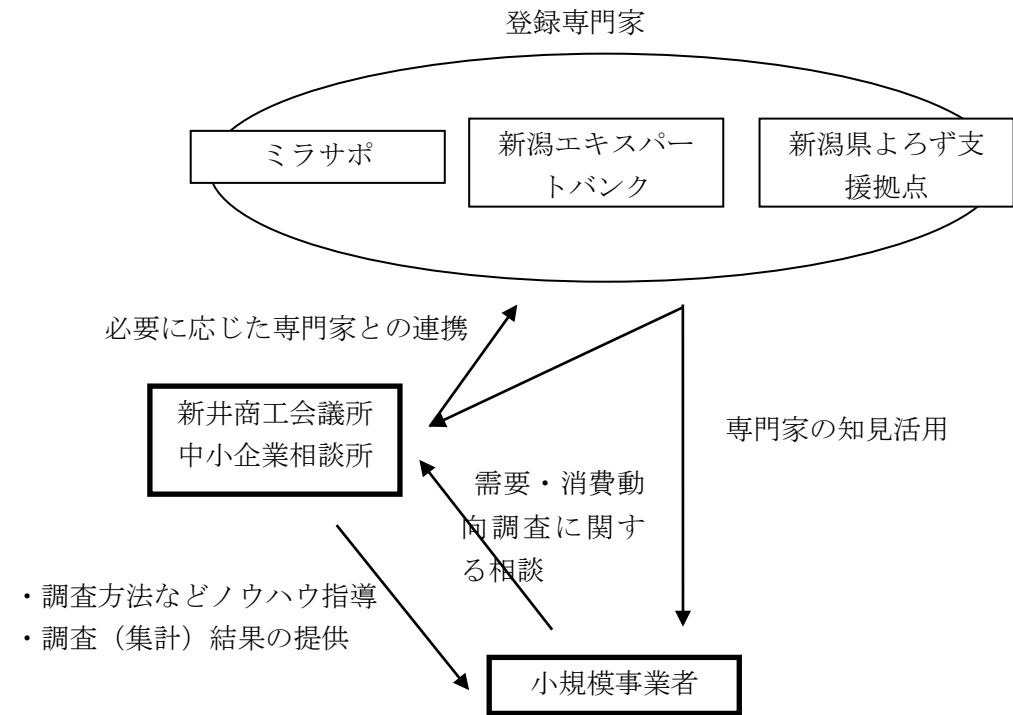 登録専門家
ミラサポ
新潟エキスパー
トバンク
新潟県よろず支
援拠点
必要に応じた専門家との連携
新井商工会議所
中小企業相談所
専門家の知見活用
需要・消費動
向調査に関す
る相談
・調査方法などノウハウ指導
・調査（集計）結果の提供
小規模事業者